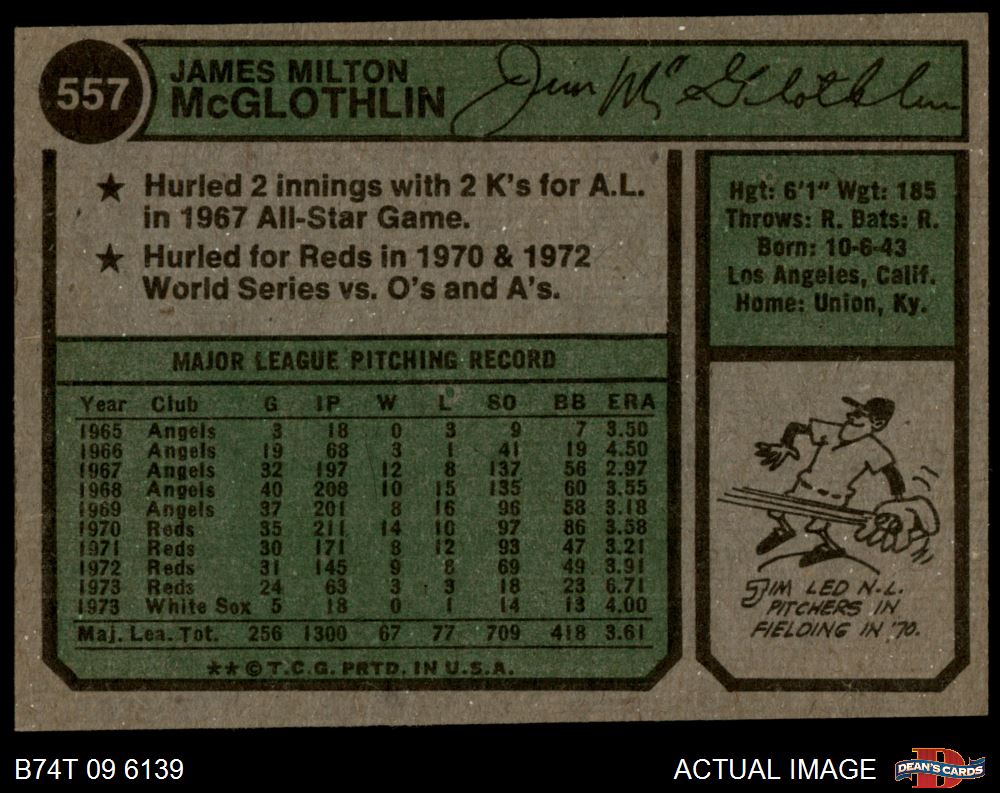 557
JAMES MILTON
McGLOTHLIN
Jim McGlothlin
★ Hurled 2 innings with 2 K's for A.L.
in 1967 All-Star Game.
★ Hurled for Reds in 1970 & 1972
World Series vs. O's and A's.
Hgt: 6'1" Wgt: 185
Throws: R. Bats: R.
Born: 10-6-43
Los Angeles, Calif.
Home: Union, Ky.
MAJOR LEAGUE PITCHING RECORD
Year Club G IP W L SO BB ERA
1965 Angels 3 18 0 3 9 7 3.50
1966 Angels 19 68 3 1 41 19 4.50
1967 Angels 32 197 12 8 137 56 2.97
1968 Angels 40 208 10 15 135 60 3.55
1969 Angels 37 201 8 16 96 58 3.18
1970 Reds 35 211 14 10 97 86 3.58
1971 Reds 30 171 8 12 93 47 3.21
1972 Reds 31 145 9 8 69 49 3.91
1973 Reds 24 63 3 3 18 23 6.71
1973 White Sox 5 18 0 1 14 13 4.00
Maj. Lea. Tot. 256 1300 67 77 709 418 3.61
**©T.C.G. PRTD. IN U.S.A.
JIM LED N.L.
PITCHERS IN
FIELDING IN '70.
B74T 09 6139
ACTUAL IMAGE
DEAN'S CARDS